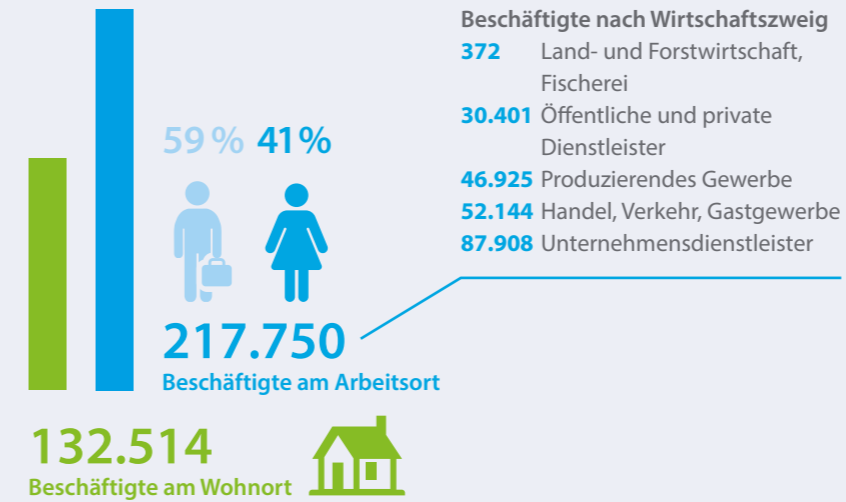 59 % 41%
217.750
Beschäftigte am Arbeitsort
132.514
Beschäftigte am Wohnort
Beschäftigte nach Wirtschaftszweig
372 Land- und Forstwirtschaft,
Fischerei
30.401 Öffentliche und private
Dienstleister
46.925 Produzierendes Gewerbe
52.144 Handel, Verkehr, Gastgewerbe
87.908 Unternehmensdienstleister